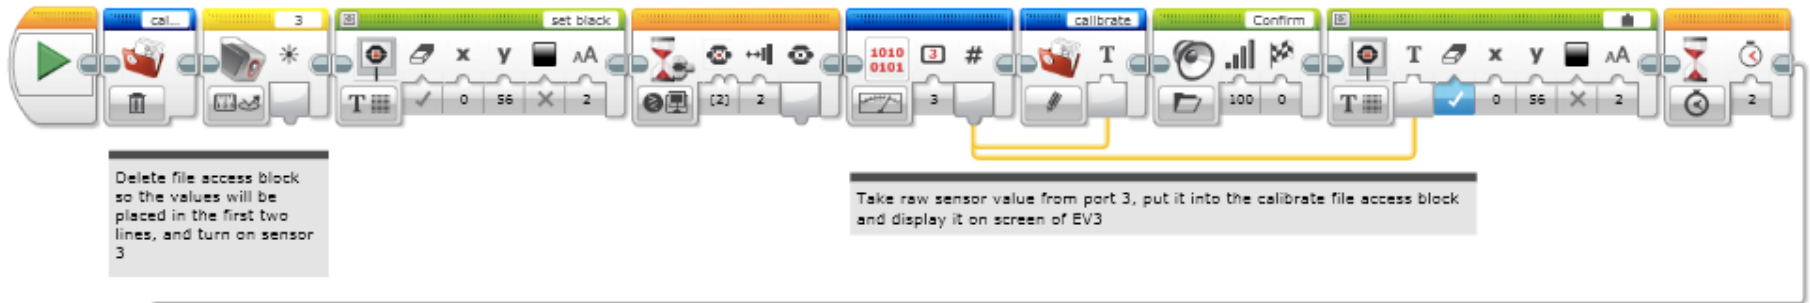 cal... 3 set black calibrate Confirm
1010 3 #
0101
T x y AA T T x y AA
T 0 56 2 [2] 2 3 100 0 T 0 56 2 2
Delete file access block
so the values will be
placed in the first two
lines, and turn on sensor
3
Take raw sensor value from port 3, put it into the calibrate file access block
and display it on screen of EV3